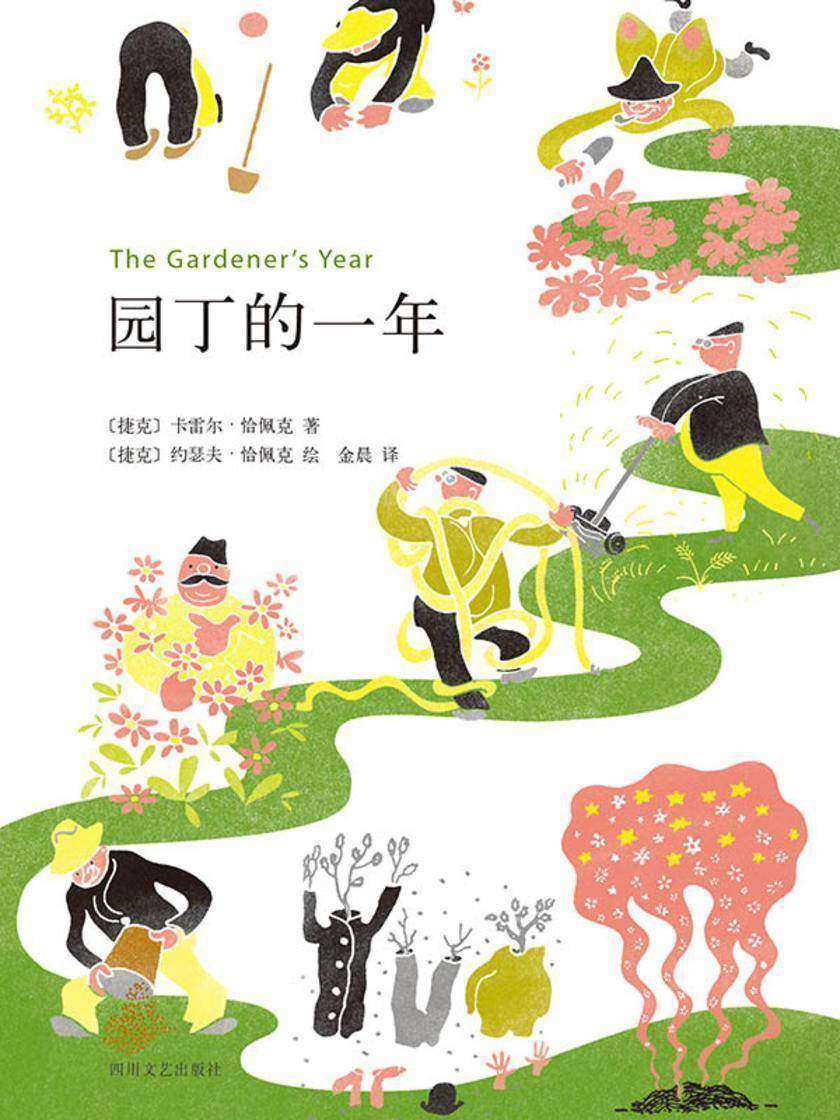 The Gardener's Year
园丁的一年
〔捷克〕卡雷尔·恰佩克 著
〔捷克〕约瑟夫·恰佩克 绘 金晨 译
四川文艺出版社